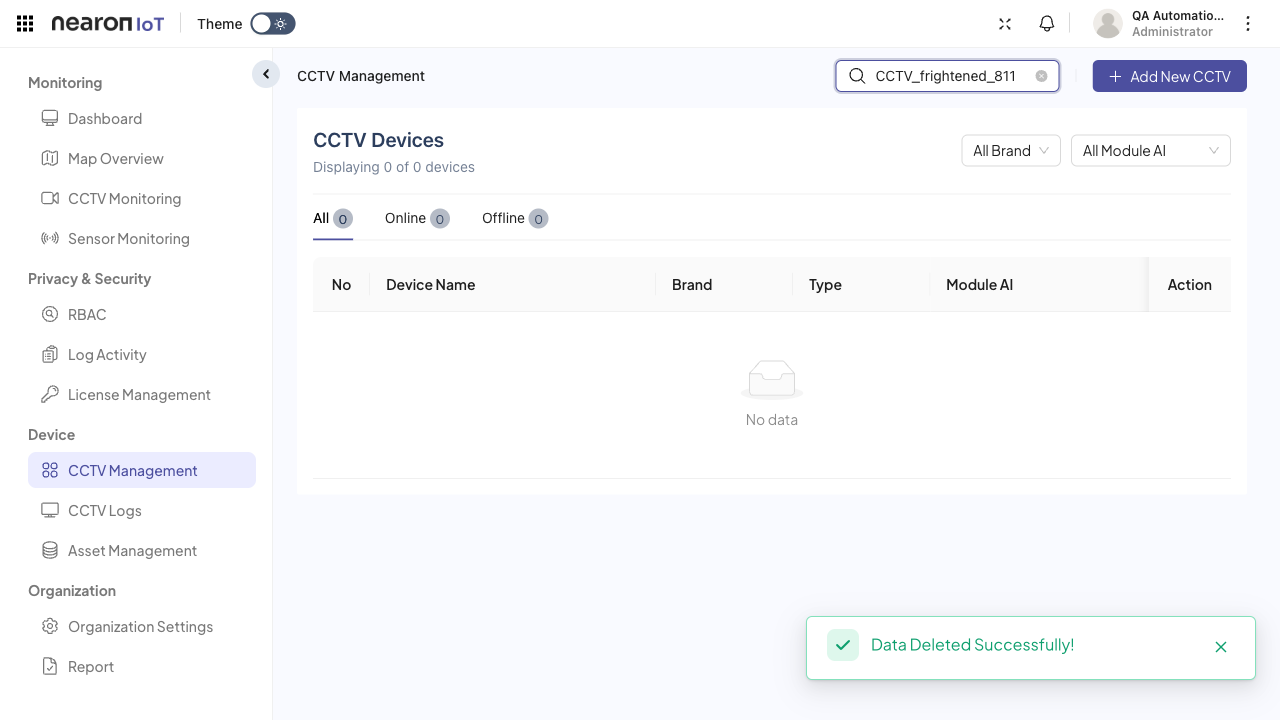 nearon IoT
Theme
QA Automatio...
Administrator
Monitoring
Dashboard
Map Overview
CCTV Monitoring
Sensor Monitoring
Privacy & Security
RBAC
Log Activity
License Management
Device
CCTV Management
CCTV Logs
Asset Management
Organization
Organization Settings
Report
CCTV Management
CCTV_frightened_811
Add New CCTV
CCTV Devices
Displaying 0 of 0 devices
All Brand
All Module AI
All 0
Online 0
Offline 0
No Device Name Brand Type Module AI Action
No data
Data Deleted Successfully!